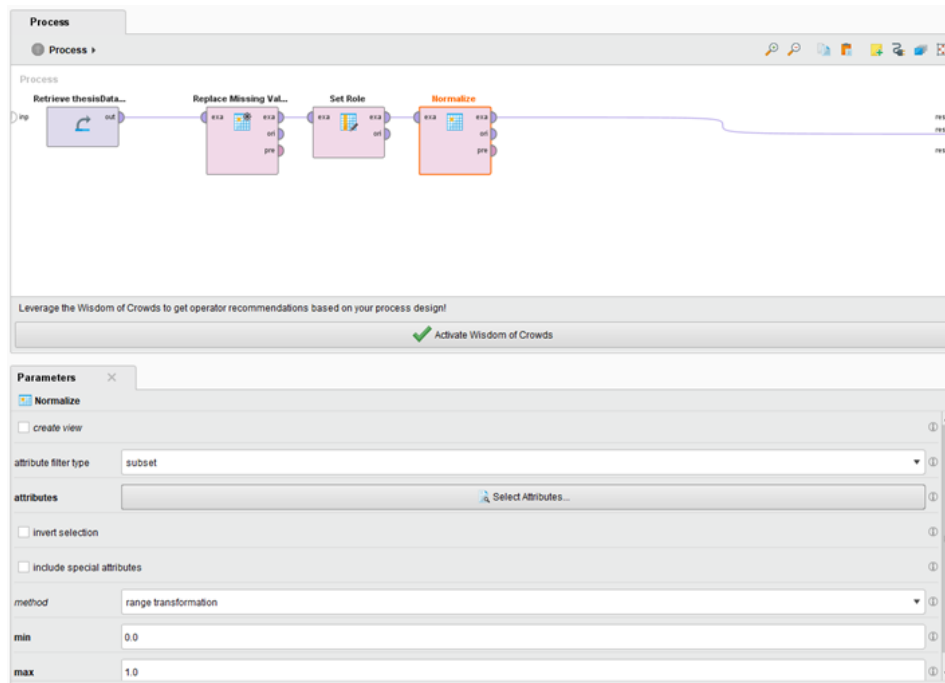 Process
Process
Process
Retrieve thesisData...
Replace Missing Val...
Set Role
Normalize
inp
out
exa
exa
ori
pre
exa
exa
ori
exa
exa
ori
pre
res
res
res
Leverage the Wisdom of Crowds to get operator recommendations based on your process design!
Activate Wisdom of Crowds
Parameters
Normalize
create view
attribute filter type
subset
attributes
Select Attributes...
invert selection
include special attributes
method
range transformation
min
0.0
max
1.0